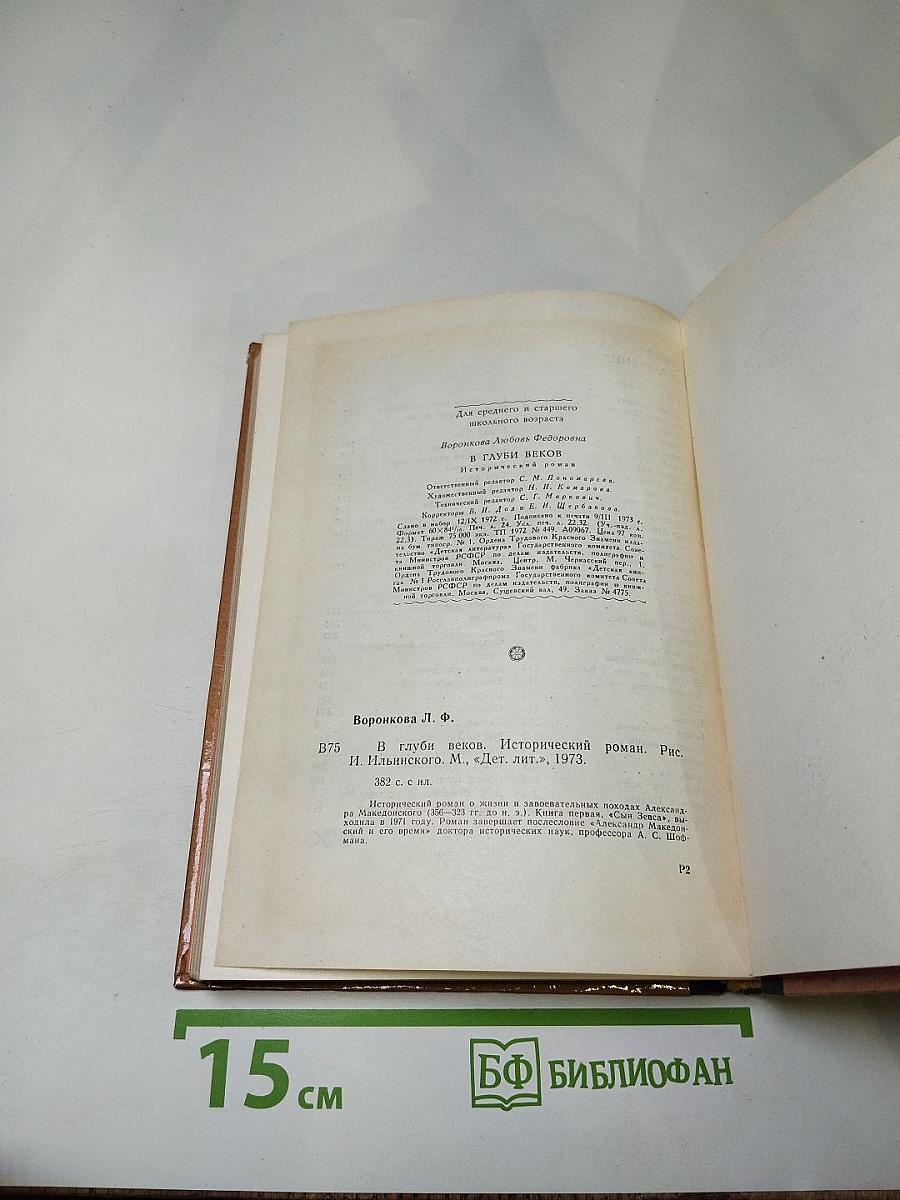 Для среднего и старшего
школьного возраста
Воронкова Любовь Федоровна
В ГЛУБИ ВЕКОВ
Исторический роман
Ответственный редактор С. М. Пономарева.
Художественный редактор Н. И. Комарова.
Технический редактор С. Г. Маркович.
Корректоры В. И. Дод и Е. И. Щербакова.
Сдано в набор 12/IX 1972 г. Подписано к печати 9/III 1973 г.
Формат 60×84 1/16. Печ. л. 24. Усл. печ. л. 22,32. (Уч.-изд. л.
22,3). Тираж 75 000 экз. ТП 1972 № 449. А09067. Цена 97 коп.
на бум. типогр. № 1. Ордена Трудового Красного Знамени изда-
тельство «Детская литература» Государственного комитета Сове-
та Министров РСФСР по делам издательств, полиграфии и
книжной торговли. Москва, Центр, М. Черкасский пер., 1.
Ордена Трудового Красного Знамени фабрика «Детская кни-
га» № 1 Росглавполиграфпрома Государственного комитета Совета
Министров РСФСР по делам издательств, полиграфии и книж-
ной торговли. Москва, Сущевский вал, 49. Заказ № 4775.
Воронкова Л. Ф.
В75 В глуби веков. Исторический роман. Рис.
И. Ильинского. М., «Дет. лит.», 1973.
382 с. с ил.
Исторический роман о жизни и завоевательных походах Александ-
ра Македонского (356—323 гг. до н. э.). Книга первая, «Сын Зевса», вы-
ходила в 1971 году. Роман завершает послесловие «Александр Македон-
ский и его время» доктора исторических наук, профессора А. С. Шоф-
мана.
Р2
15 см
БФ БИБЛИОФАН